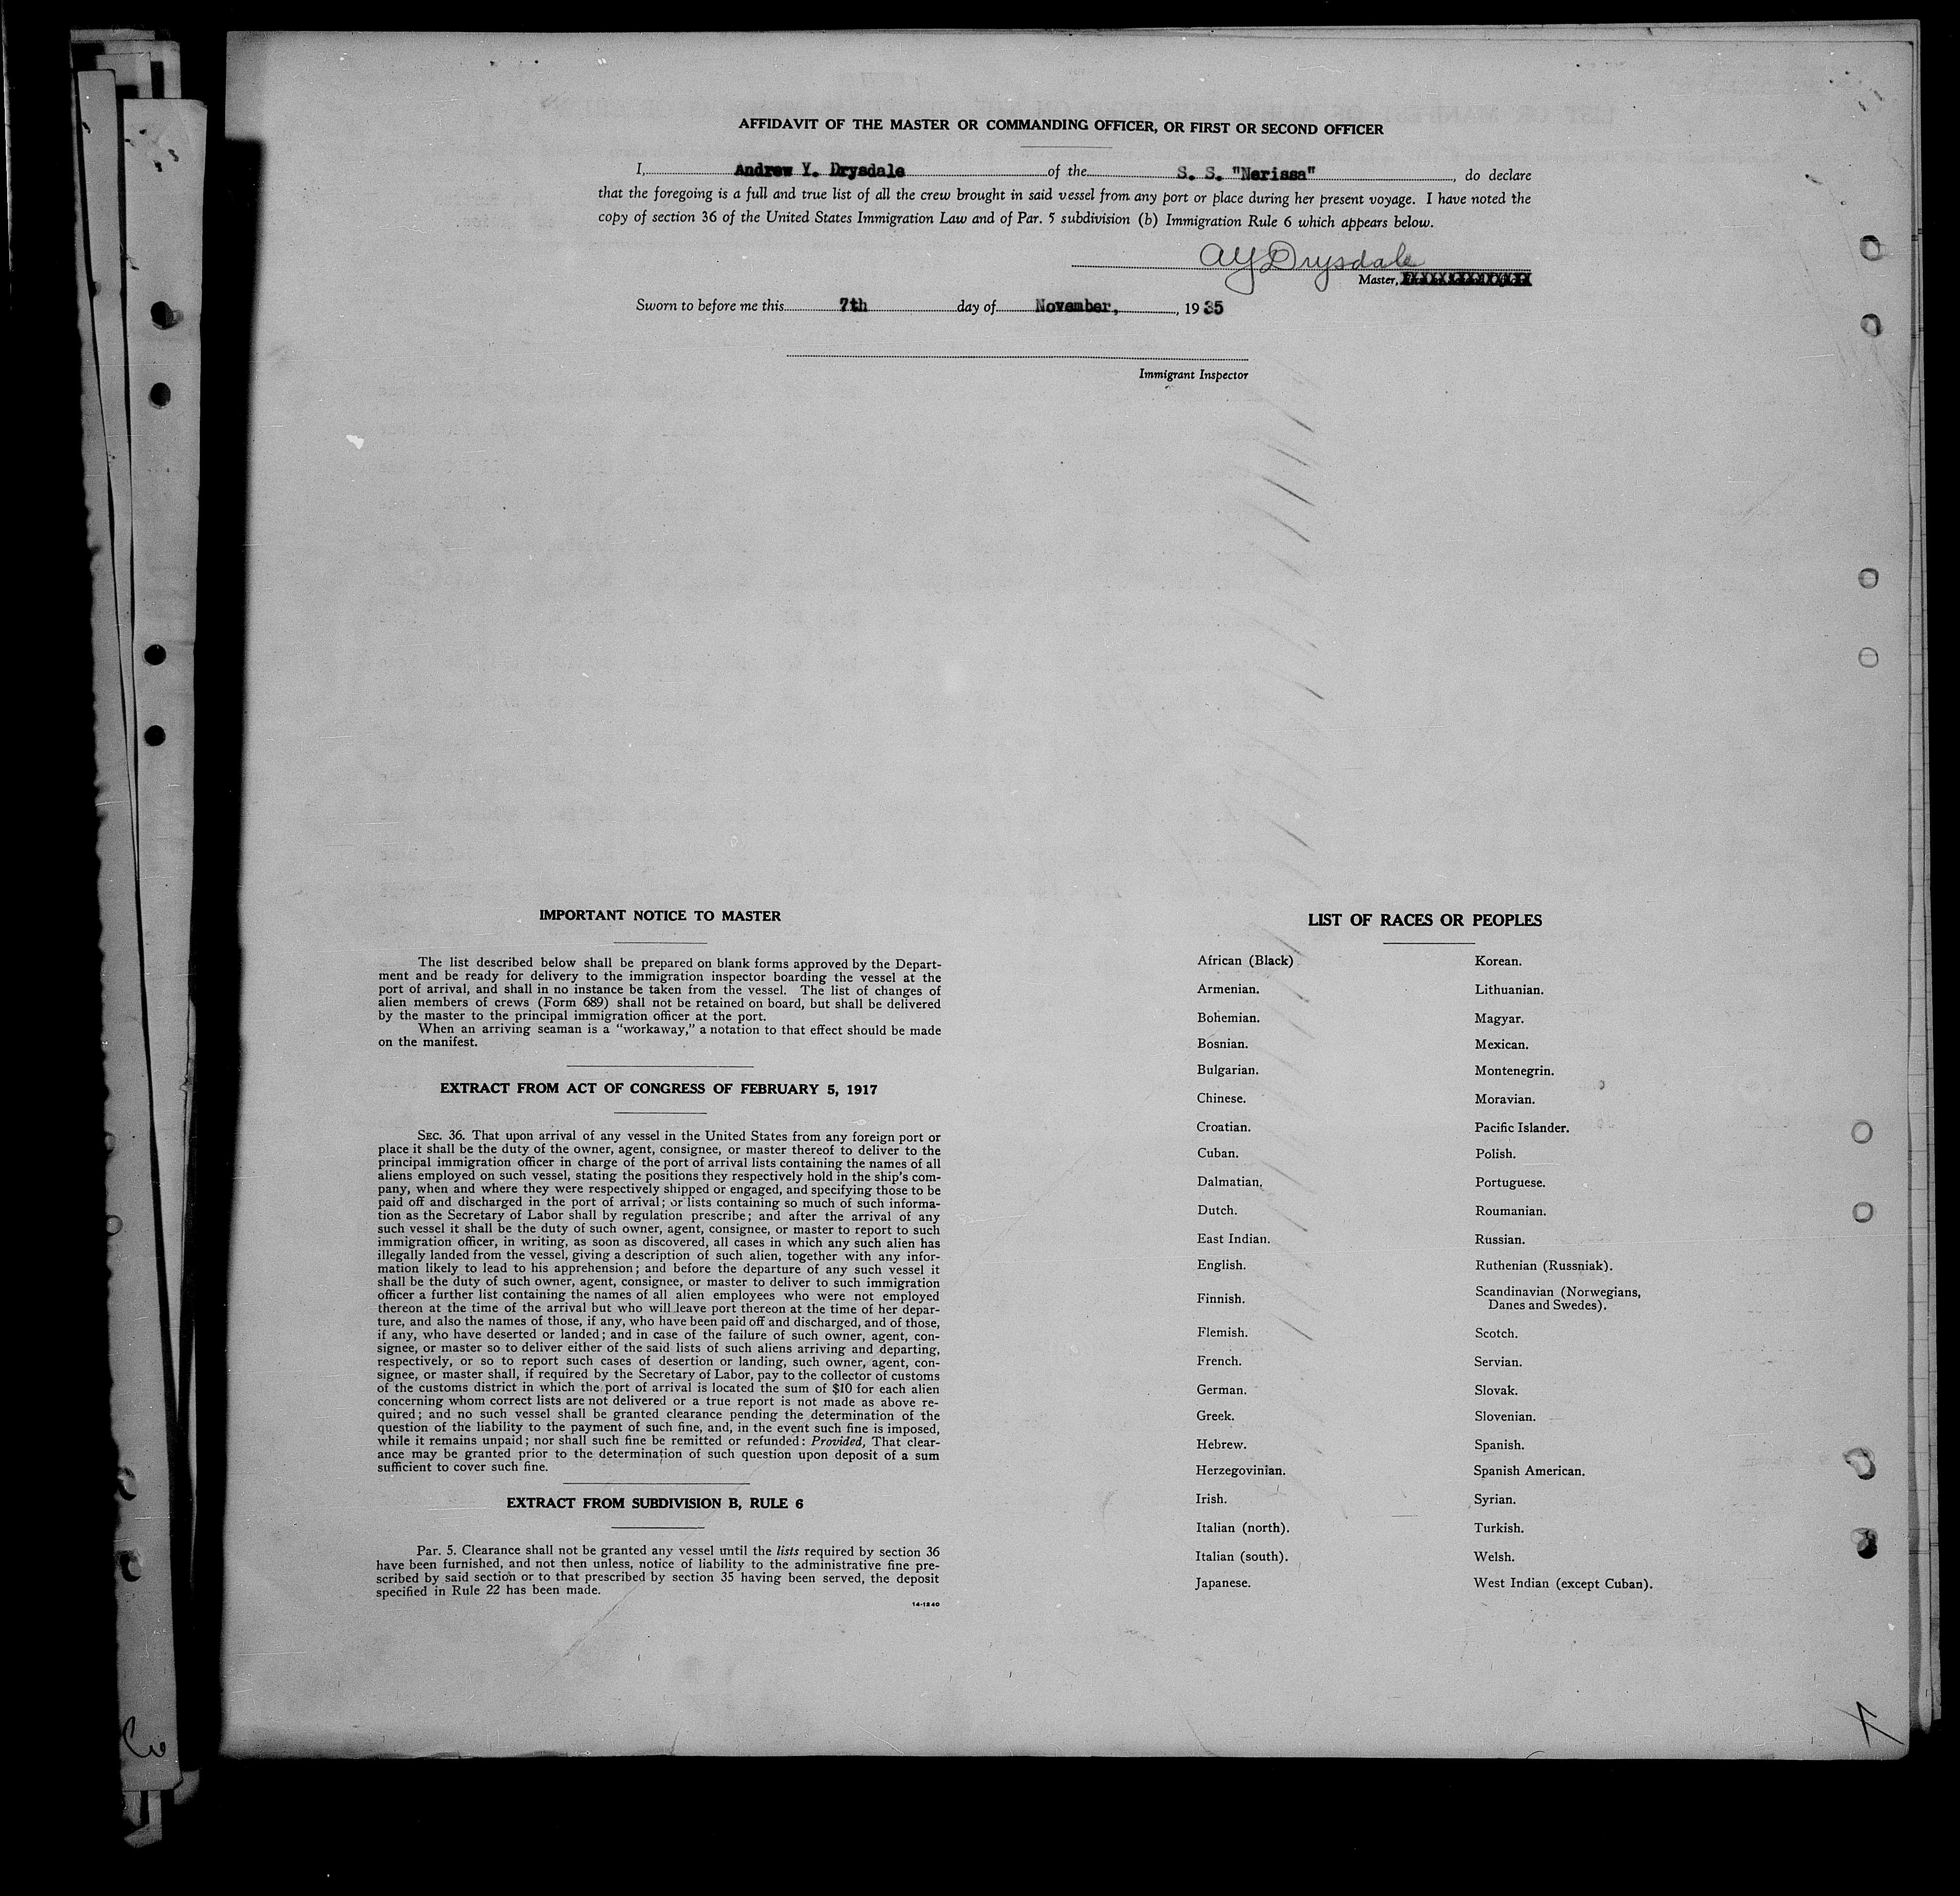 AFFIDAVIT OF THE MASTER OR COMMANDING OFFICER, OR FIRST OR SECOND OFFICER
I, Andrew Y. Drysdale of the S. S. "Nerissa", do declare
that the foregoing is a full and true list of all the crew brought in said vessel from any port or place during her present voyage. I have noted the
copy of section 36 of the United States Immigration Law and of Par. 5 subdivision (b) Immigration Rule 6 which appears below.
AYDrysdale
Master,
Sworn to before me this 7th day of November, , 1935
Immigrant Inspector
IMPORTANT NOTICE TO MASTER
The list described below shall be prepared on blank forms approved by the Depart-
ment and be ready for delivery to the immigration inspector boarding the vessel at the
port of arrival, and shall in no instance be taken from the vessel. The list of changes of
alien members of crews (Form 689) shall not be retained on board, but shall be delivered
by the master to the principal immigration officer at the port.
When an arriving seaman is a "workaway," a notation to that effect should be made
on the manifest.
EXTRACT FROM ACT OF CONGRESS OF FEBRUARY 5, 1917
SEC. 36. That upon arrival of any vessel in the United States from any foreign port or
place it shall be the duty of the owner, agent, consignee, or master thereof to deliver to the
principal immigration officer in charge of the port of arrival lists containing the names of all
aliens employed on such vessel, stating the positions they respectively hold in the ship's com-
pany, when and where they were respectively shipped or engaged, and specifying those to be
paid off and discharged in the port of arrival; or lists containing so much of such informa-
tion as the Secretary of Labor shall by regulation prescribe; and after the arrival of any
such vessel it shall be the duty of such owner, agent, consignee, or master to report to such
immigration officer, in writing, as soon as discovered, all cases in which any such alien has
illegally landed from the vessel, giving a description of such alien, together with any infor-
mation likely to lead to his apprehension; and before the departure of any such vessel it
shall be the duty of such owner, agent, consignee, or master to deliver to such immigration
officer a further list containing the names of all alien employees who were not employed
thereon at the time of the arrival but who will leave port thereon at the time of her depar-
ture, and also the names of those, if any, who have been paid off and discharged, and of those,
if any, who have deserted or landed; and in case of the failure of such owner, agent, con-
signee, or master so to deliver either of the said lists of such aliens arriving and departing,
respectively, or so to report such cases of desertion or landing, such owner, agent, con-
signee, or master shall, if required by the Secretary of Labor, pay to the collector of customs
of the customs district in which the port of arrival is located the sum of $10 for each alien
concerning whom correct lists are not delivered or a true report is not made as above re-
quired; and no such vessel shall be granted clearance pending the determination of the
question of the liability to the payment of such fine, and, in the event such fine is imposed,
while it remains unpaid; nor shall such fine be remitted or refunded: Provided, That clear-
ance may be granted prior to the determination of such question upon deposit of a sum
sufficient to cover such fine.
EXTRACT FROM SUBDIVISION B, RULE 6
Par. 5. Clearance shall not be granted any vessel until the lists required by section 36
have been furnished, and not then unless, notice of liability to the administrative fine pre-
scribed by said section or to that prescribed by section 35 having been served, the deposit
specified in Rule 22 has been made.
14-1240
LIST OF RACES OR PEOPLES
African (Black)
Armenian.
Bohemian.
Bosnian.
Bulgarian.
Chinese.
Croatian.
Cuban.
Dalmatian.
Dutch.
East Indian.
English.
Finnish.
Flemish.
French.
German.
Greek.
Hebrew.
Herzegovinian.
Irish.
Italian (north).
Italian (south).
Japanese.
Korean.
Lithuanian.
Magyar.
Mexican.
Montenegrin.
Moravian.
Pacific Islander.
Polish.
Portuguese.
Roumanian.
Russian.
Ruthenian (Russniak).
Scandinavian (Norwegians,
Danes and Swedes).
Scotch.
Servian.
Slovak.
Slovenian.
Spanish.
Spanish American.
Syrian.
Turkish.
Welsh.
West Indian (except Cuban).